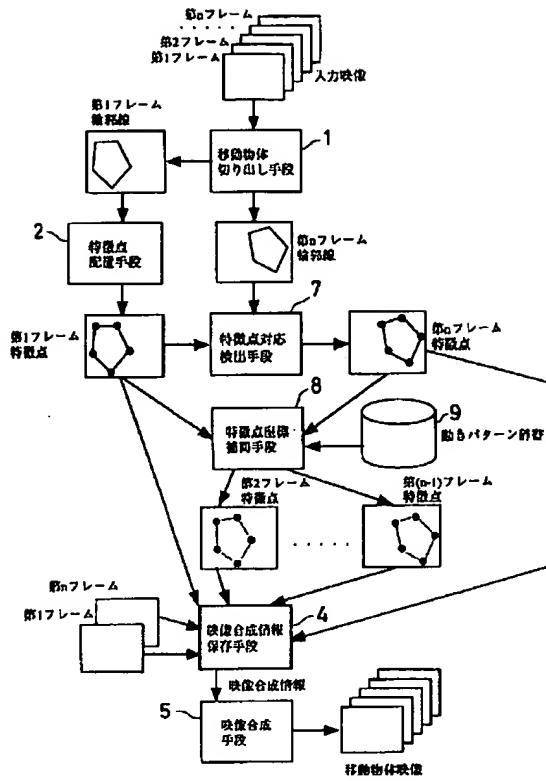 第nフレーム
・・・・・
第2フレーム
第1フレーム
入力映像
第1フレーム
輪郭線
1
移動物体
切り出し手段
2
特徴点
配置手段
第nフレーム
輪郭線
7
第1フレーム
特徴点
特徴点対応
検出手段
第nフレーム
特徴点
8
特徴点座標
補間手段
9
動きパターン辞書
第2フレーム
特徴点
第(n-1)フレーム
特徴点
・・・・・
第nフレーム
第1フレーム
4
映像合成情報
保存手段
映像合成情報
5
映像合成
手段
移動物体映像